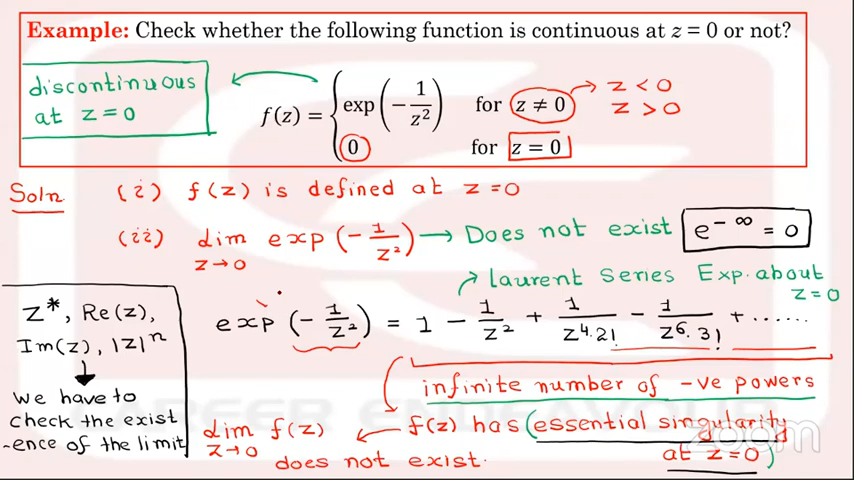 Example: Check whether the following function is continuous at z = 0 or not?
discontinuous
at z = 0
f(z) = { exp(−1/z²) for z ≠ 0 → z < 0
z > 0
0 for z = 0
Soln (i) f(z) is defined at z = 0
(ii) lim z→0 exp(−1/z²) → Does not exist e^−∞ = 0
Laurent Series Exp. about
z = 0
exp(−1/z²) = 1 − 1/z² + 1/z⁴·2! − 1/z⁶·3! + ......
z*, Re(z),
Im(z), |z|ⁿ
we have to
check the exist
-ence of the limit
infinite number of -ve powers
f(z) has (essential singularity
at z = 0)
lim z→0 f(z)
does not exist.
zoom
CAREER ENDEAVOUR